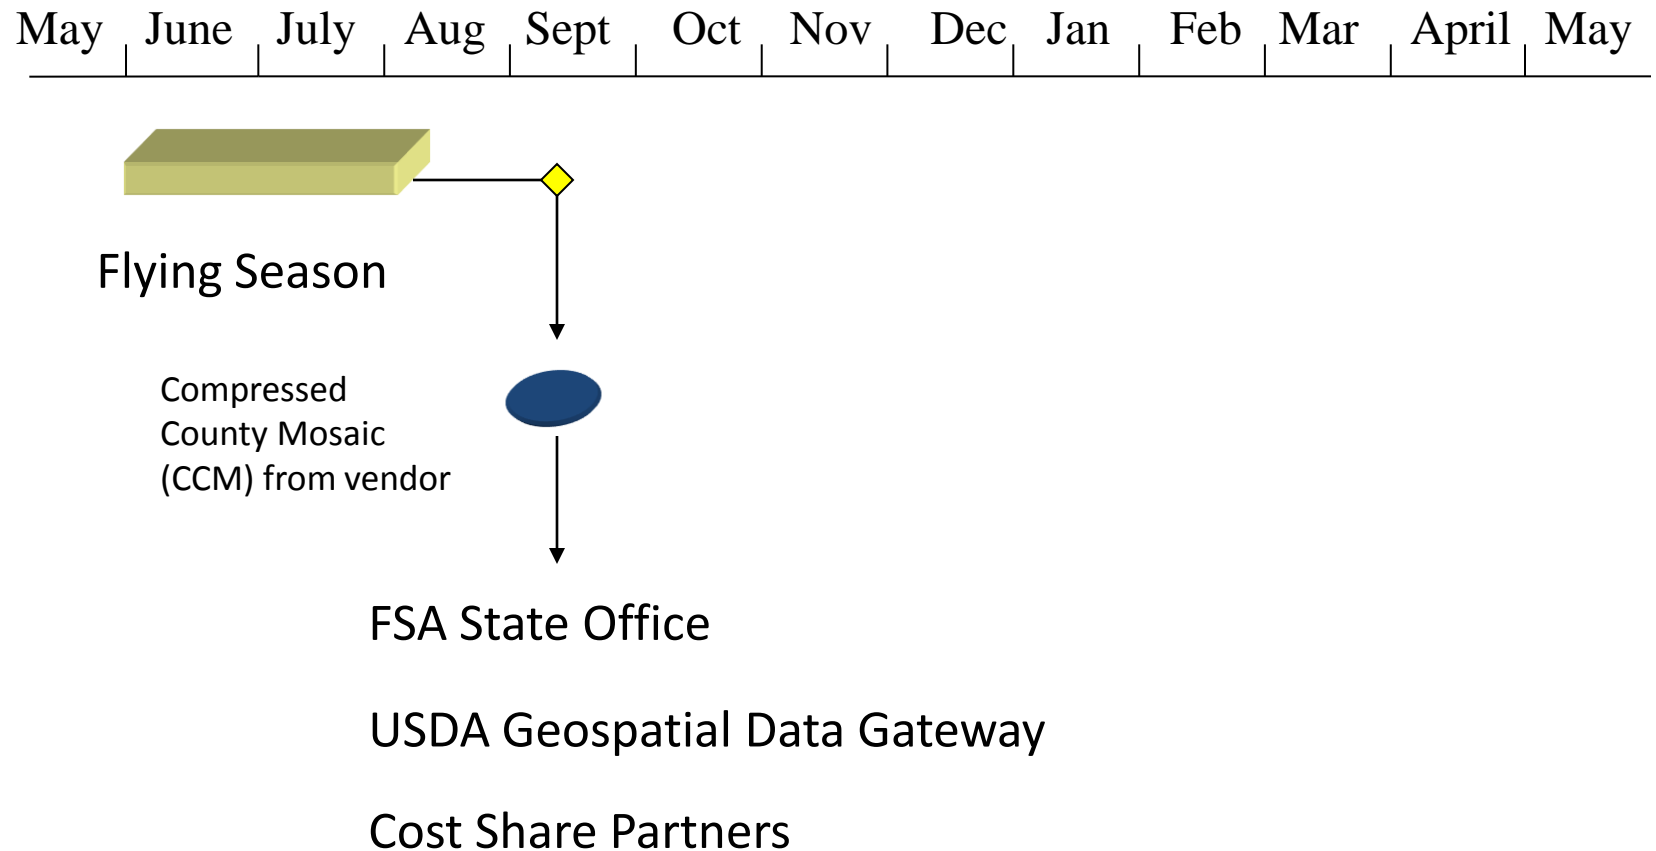 May June July Aug Sept Oct Nov Dec Jan Feb Mar April May
Flying Season
Compressed
County Mosaic
(CCM) from vendor
FSA State Office
USDA Geospatial Data Gateway
Cost Share Partners